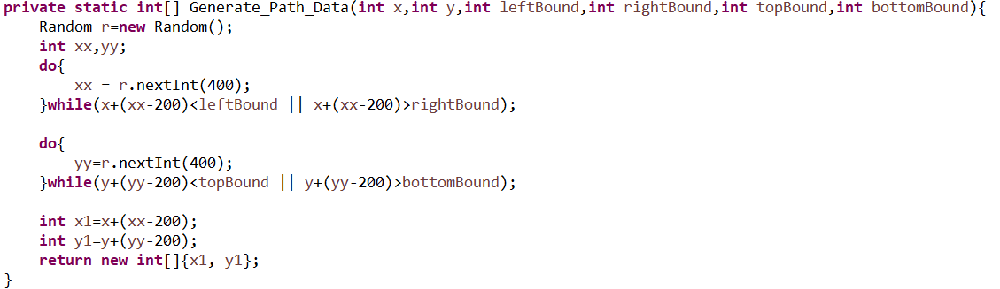 private static int[] Generate_Path_Data(int x,int y,int leftBound,int rightBound,int topBound,int bottomBound){
    Random r=new Random();
    int xx,yy;
    do{
        xx = r.nextInt(400);
    }while(x+(xx-200)<leftBound || x+(xx-200)>rightBound);

    do{
        yy=r.nextInt(400);
    }while(y+(yy-200)<topBound || y+(yy-200)>bottomBound);

    int x1=x+(xx-200);
    int y1=y+(yy-200);
    return new int[]{x1, y1};
}